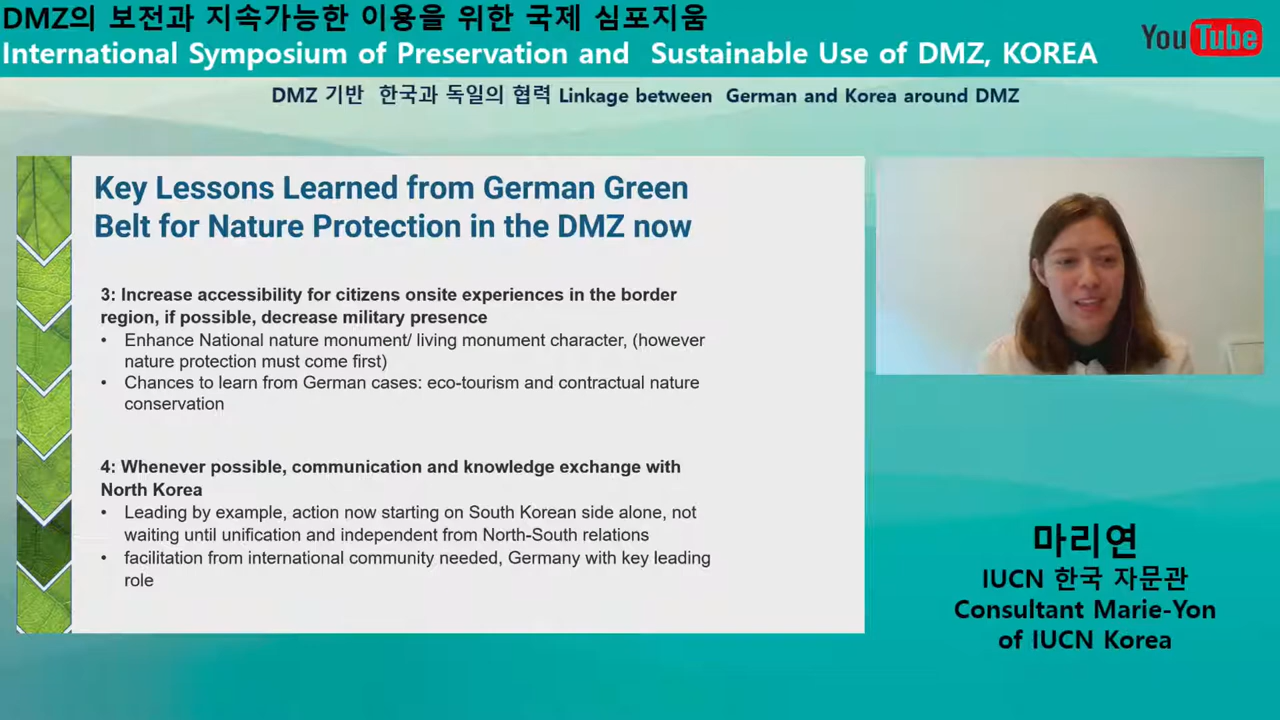 DMZ의 보전과 지속가능한 이용을 위한 국제 심포지움
International Symposium of Preservation and Sustainable Use of DMZ, KOREA
YouTube
DMZ 기반 한국과 독일의 협력 Linkage between German and Korea around DMZ
Key Lessons Learned from German Green
Belt for Nature Protection in the DMZ now
3: Increase accessibility for citizens onsite experiences in the border
region, if possible, decrease military presence
• Enhance National nature monument/ living monument character, (however
nature protection must come first)
• Chances to learn from German cases: eco-tourism and contractual nature
conservation
4: Whenever possible, communication and knowledge exchange with
North Korea
• Leading by example, action now starting on South Korean side alone, not
waiting until unification and independent from North-South relations
• facilitation from international community needed, Germany with key leading
role
마리연
IUCN 한국 자문관
Consultant Marie-Yon
of IUCN Korea